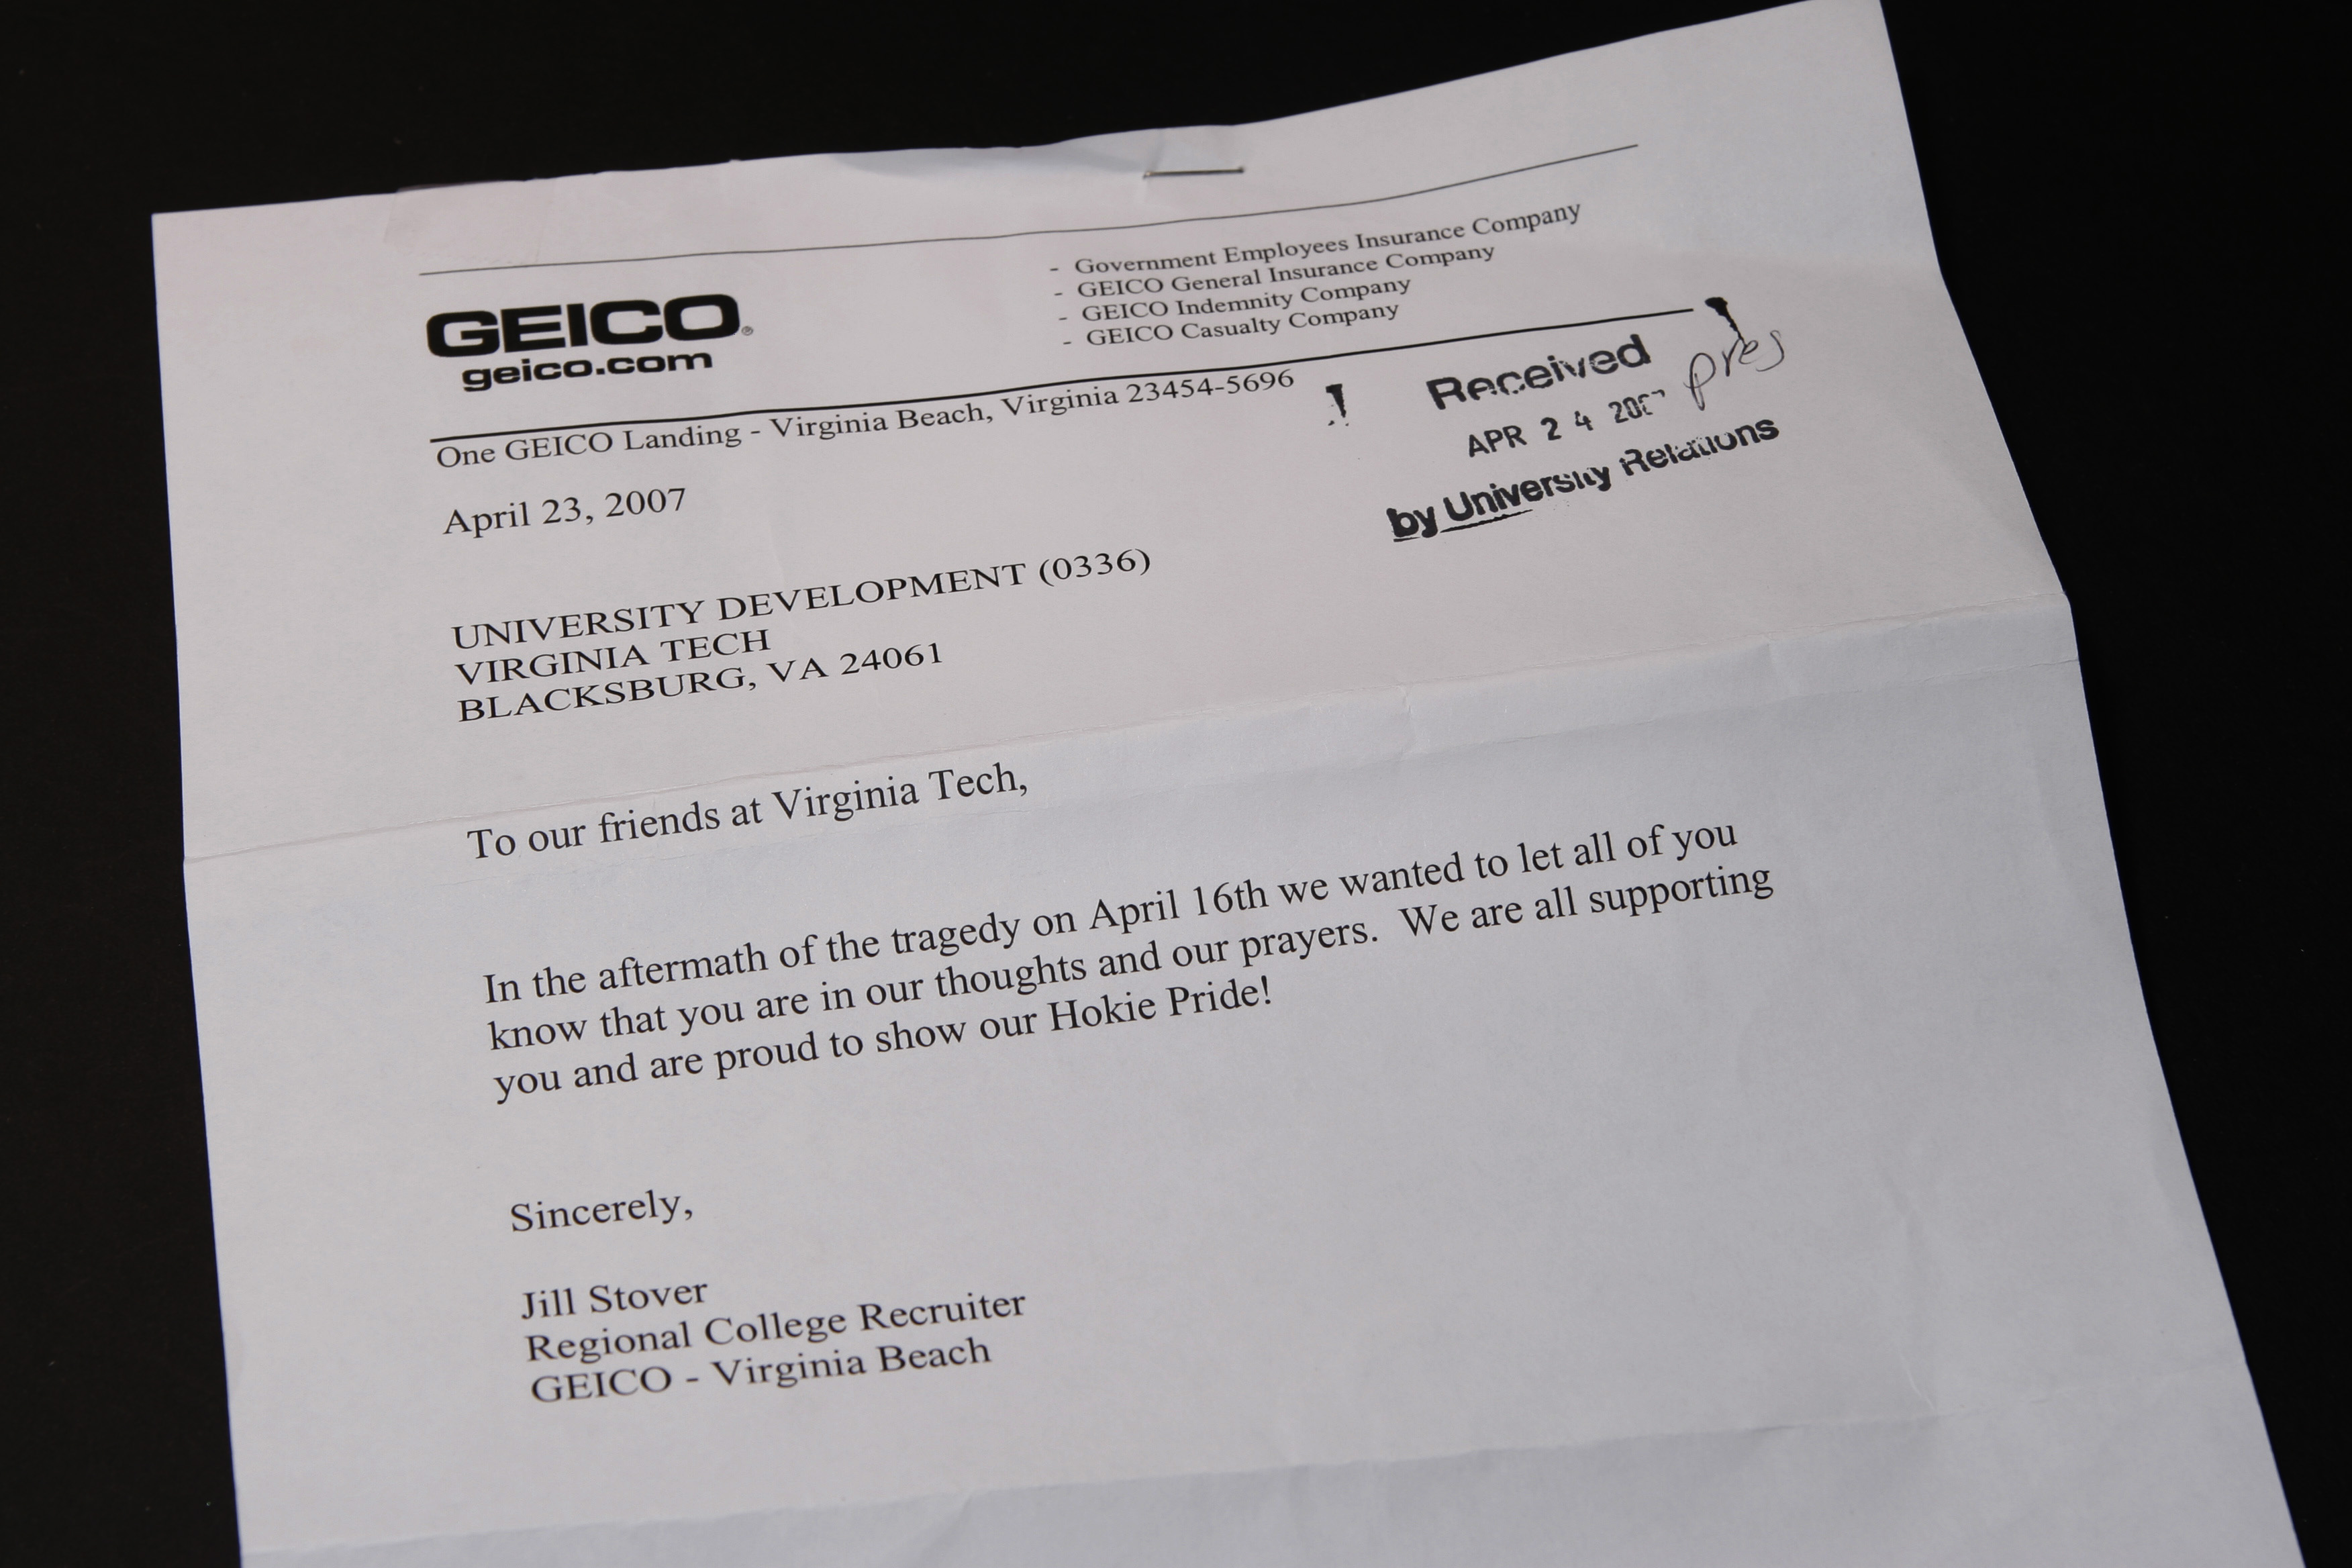 GEICO®
geico.com
- Government Employees Insurance Company
- GEICO General Insurance Company
- GEICO Indemnity Company
- GEICO Casualty Company
One GEICO Landing - Virginia Beach, Virginia 23454-5696
Received
APR 24 2007
by University Relations
pres
April 23, 2007
UNIVERSITY DEVELOPMENT (0336)
VIRGINIA TECH
BLACKSBURG, VA 24061
To our friends at Virginia Tech,
In the aftermath of the tragedy on April 16th we wanted to let all of you
know that you are in our thoughts and our prayers.  We are all supporting
you and are proud to show our Hokie Pride!
Sincerely,
Jill Stover
Regional College Recruiter
GEICO - Virginia Beach